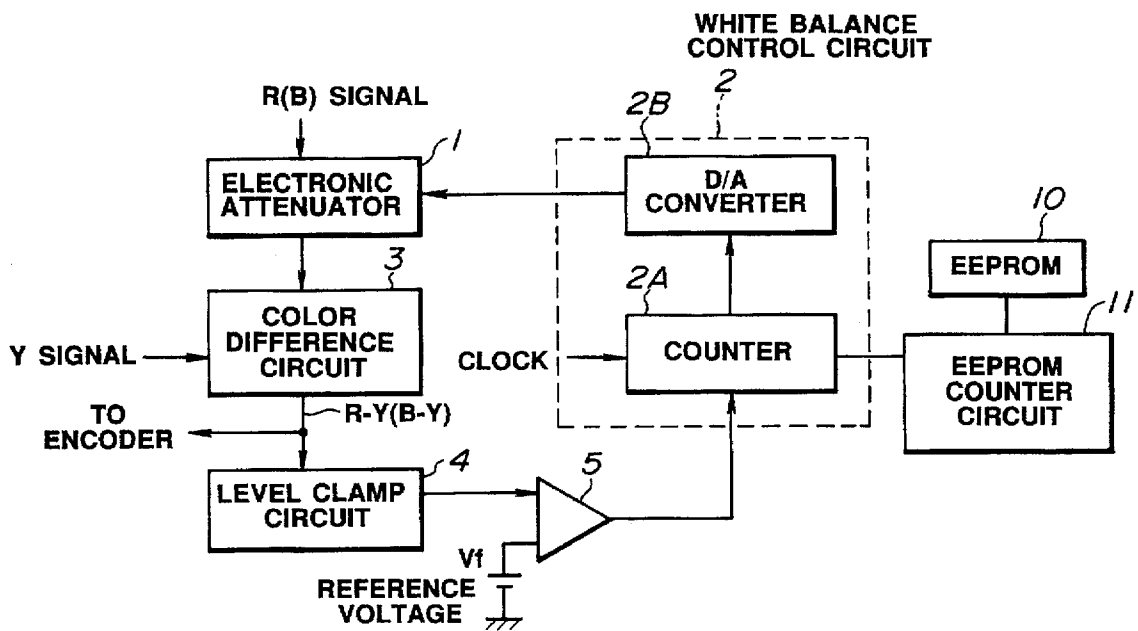 WHITE BALANCE
CONTROL CIRCUIT
2
R(B) SIGNAL
1
ELECTRONIC
ATTENUATOR
2B
D/A
CONVERTER
10
EEPROM
3
COLOR
DIFFERENCE
CIRCUIT
Y SIGNAL
2A
COUNTER
CLOCK
11
EEPROM
COUNTER
CIRCUIT
R-Y(B-Y)
TO
ENCODER
4
LEVEL CLAMP
CIRCUIT
5
Vf
REFERENCE
VOLTAGE